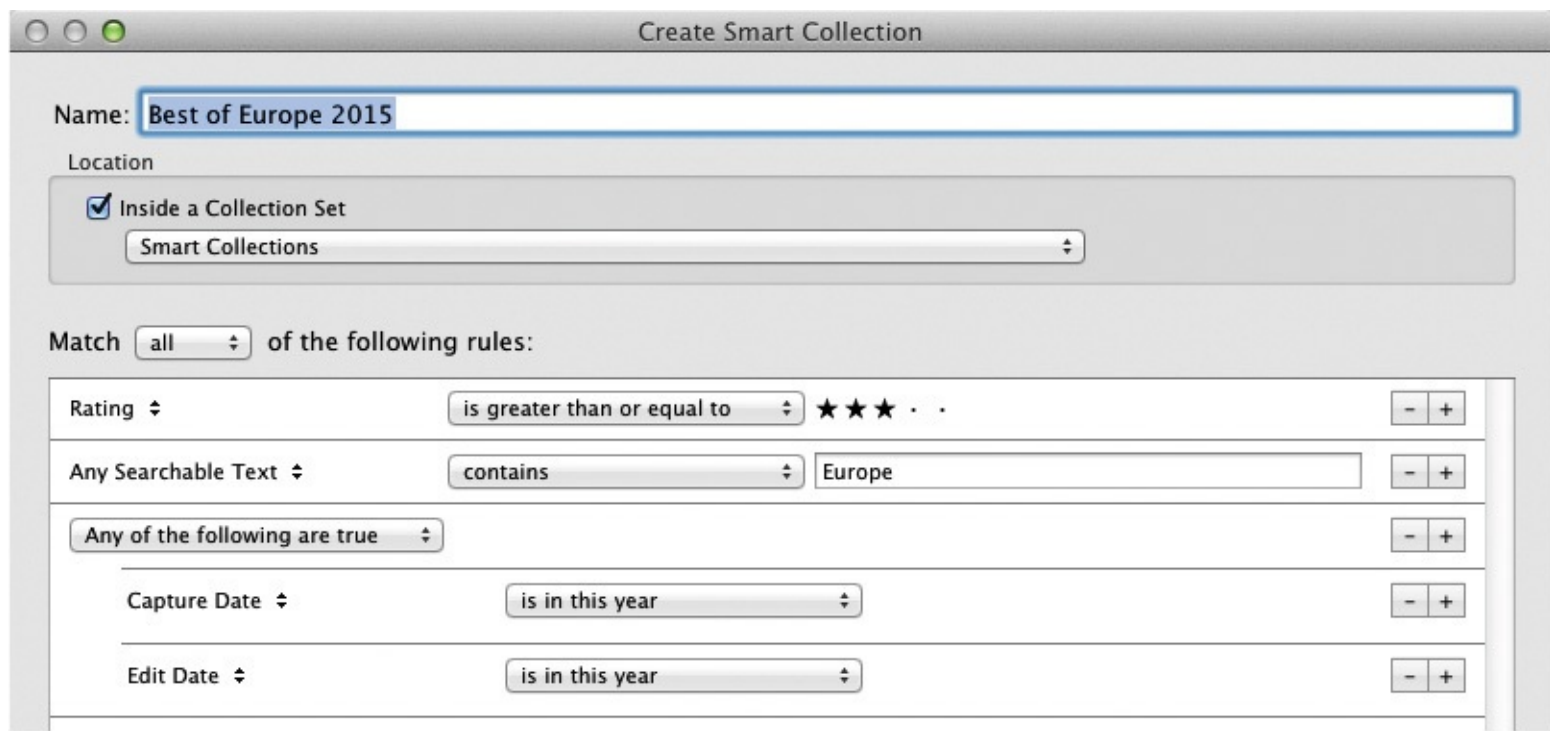 Create Smart Collection
Name: Best of Europe 2015
Location
Inside a Collection Set
Smart Collections
Match all of the following rules:
Rating is greater than or equal to ★★★ · ·  - +
Any Searchable Text contains Europe - +
Any of the following are true - +
Capture Date is in this year - +
Edit Date is in this year - +